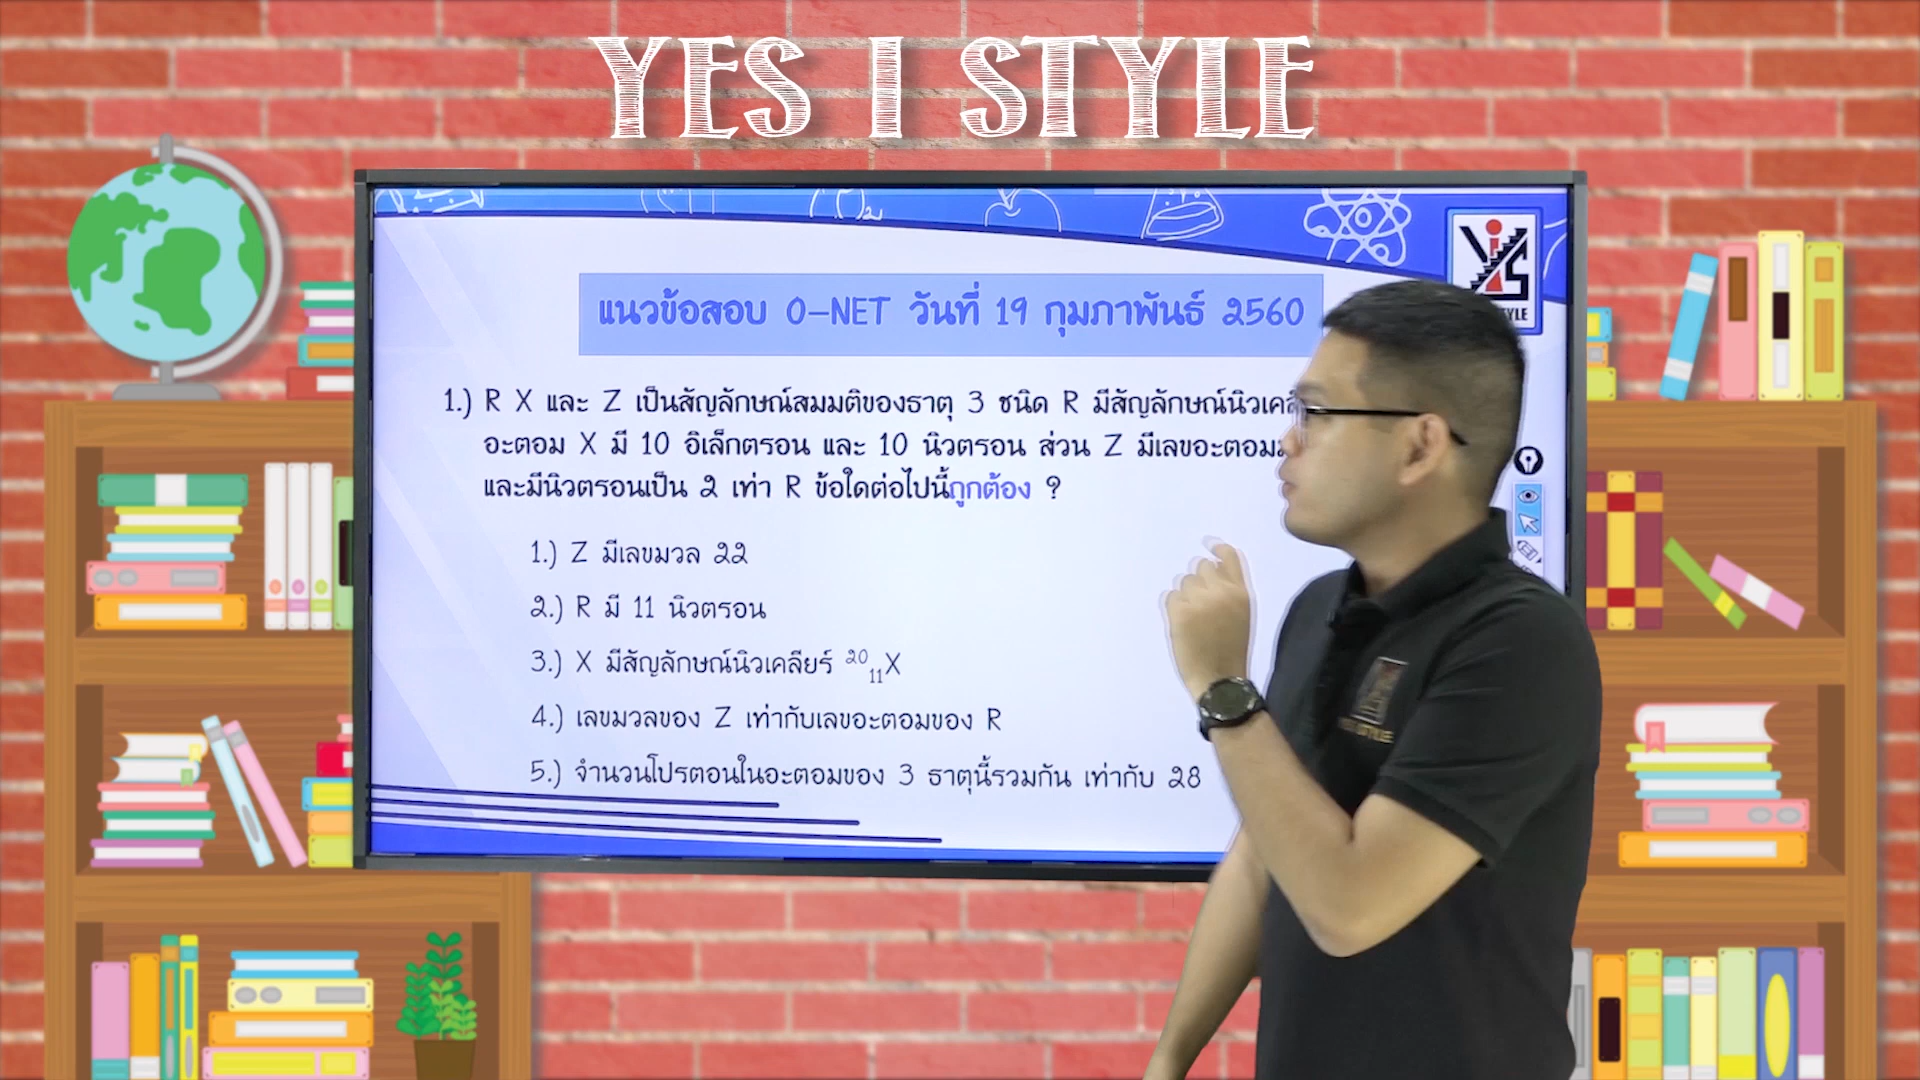 YES I STYLE
แนวข้อสอบ O-NET วันที่ 19 กุมภาพันธ์ 2560
1.) R X และ Z เป็นสัญลักษณ์สมมติของธาตุ 3 ชนิด R มีสัญลักษณ์
อะตอม X มี 10 อิเล็กตรอน และ 10 นิวตรอน ส่วน Z มีเลขอะตอม
และมีนิวตรอนเป็น 2 เท่า R ข้อใดต่อไปนี้ถูกต้อง ?
1.) Z มีเลขมวล 22
2.) R มี 11 นิวตรอน
3.) X มีสัญลักษณ์นิวเคลียร์ ²⁰₁₁X
4.) เลขมวลของ Z เท่ากับเลขอะตอมของ R
5.) จำนวนโปรตอนในอะตอมของ 3 ธาตุนี้รวมกัน เท่ากับ 28